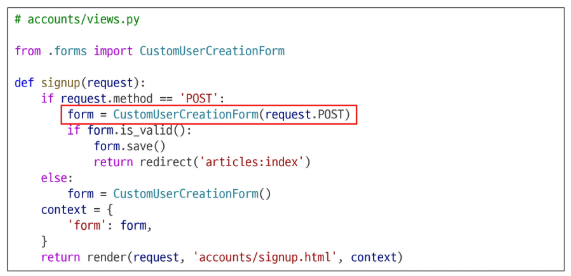 # accounts/views.py

from .forms import CustomUserCreationForm

def signup(request):
    if request.method == 'POST':
        form = CustomUserCreationForm(request.POST)
        if form.is_valid():
            form.save()
            return redirect('articles:index')
    else:
        form = CustomUserCreationForm()
    context = {
        'form': form,
    }
    return render(request, 'accounts/signup.html', context)